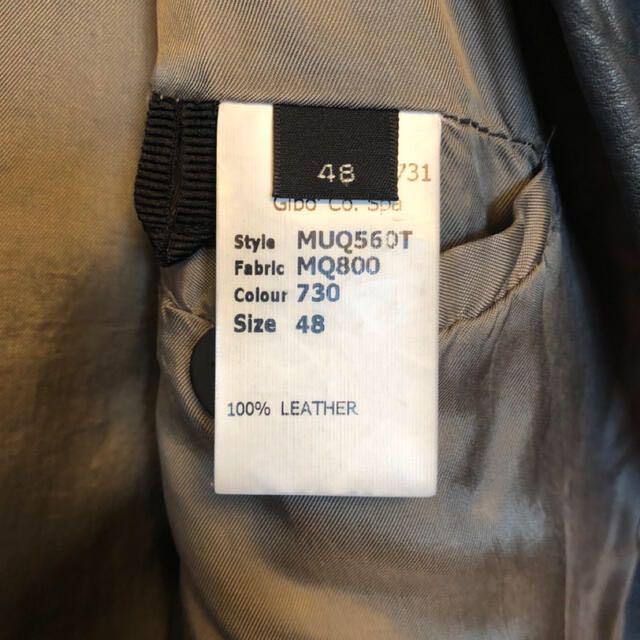 48
731
Gibo Co. Spa
Style MUQ560T
Fabric MQ800
Colour 730
Size 48
100% LEATHER